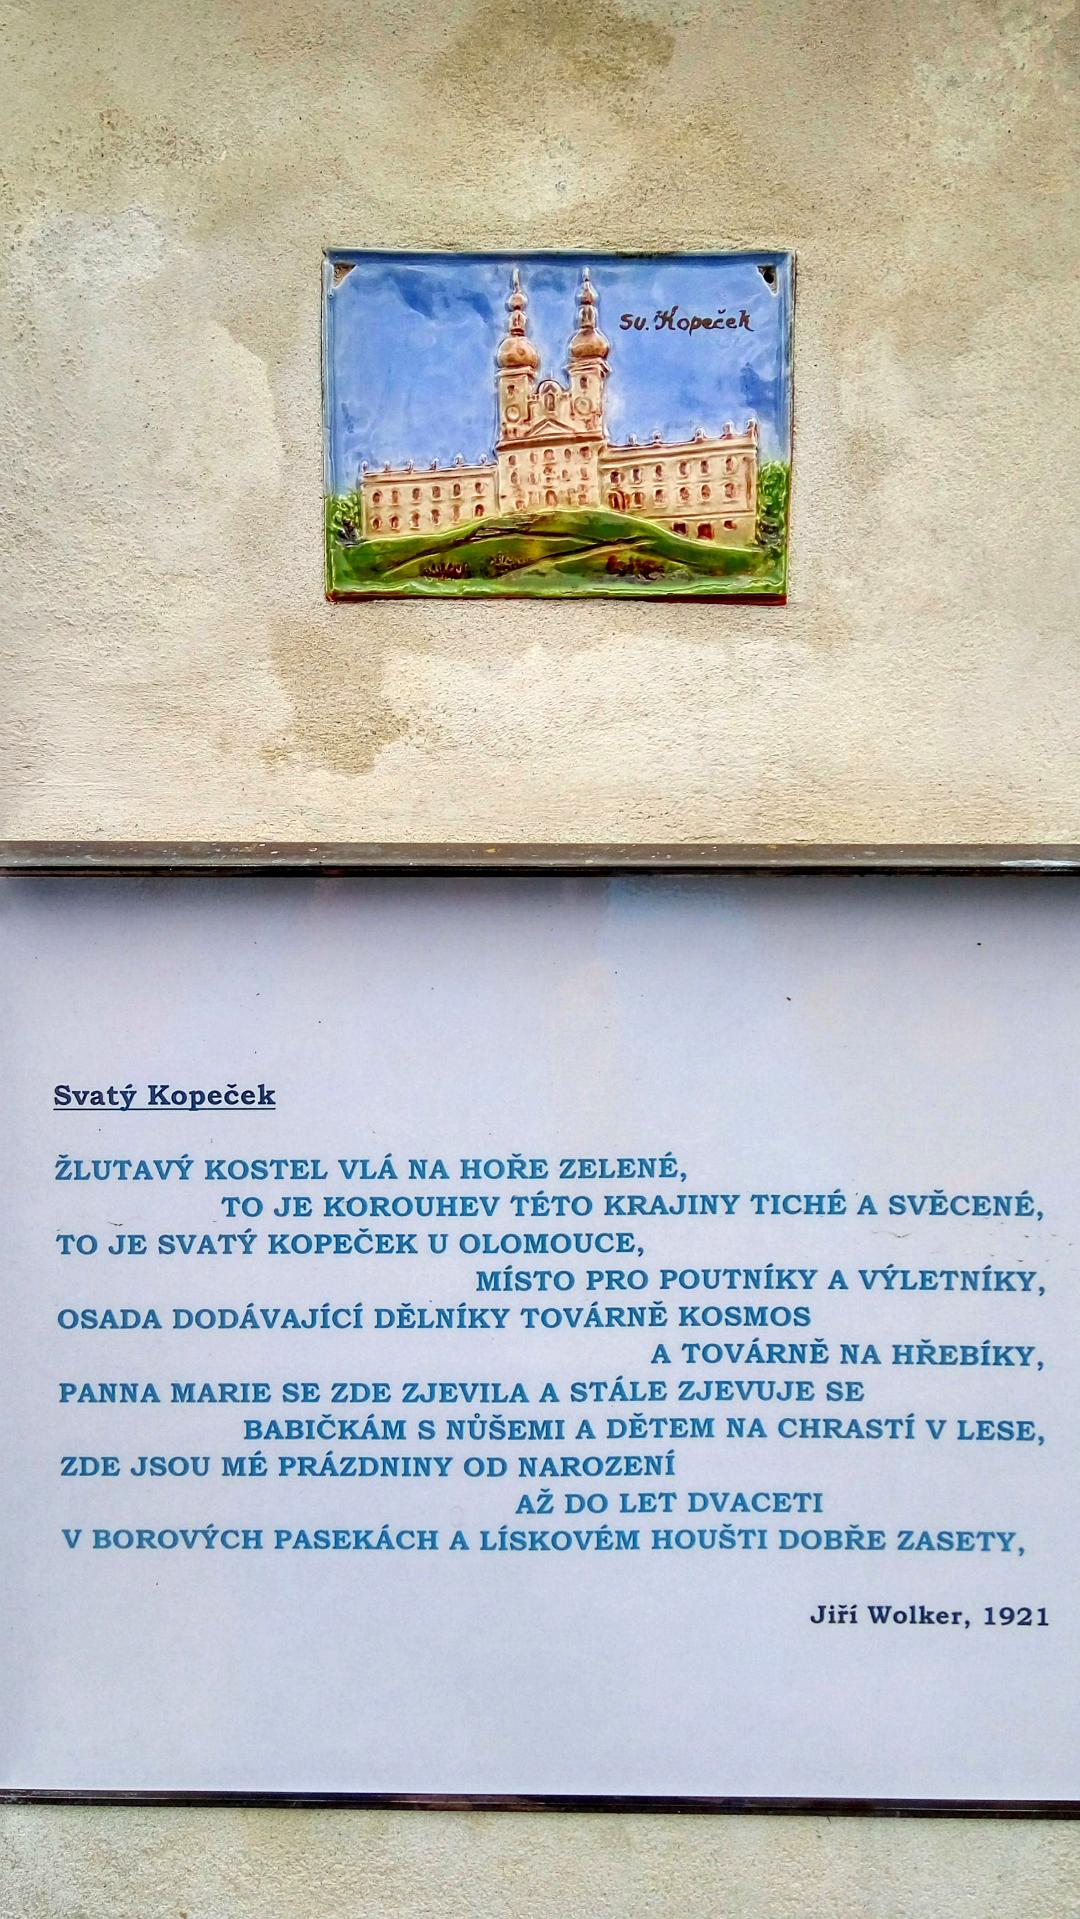 Sv. Kopeček
Svatý Kopeček
ŽLUTAVÝ KOSTEL VLÁ NA HOŘE ZELENÉ,
TO JE KOROUHEV TÉTO KRAJINY TICHÉ A SVĚCENÉ,
TO JE SVATÝ KOPEČEK U OLOMOUCE,
MÍSTO PRO POUTNÍKY A VÝLETNÍKY,
OSADA DODÁVAJÍCÍ DĚLNÍKY TOVÁRNĚ KOSMOS
A TOVÁRNĚ NA HŘEBÍKY,
PANNA MARIE SE ZDE ZJEVILA A STÁLE ZJEVUJE SE
BABIČKÁM S NŮŠEMI A DĚTEM NA CHRASTÍ V LESE,
ZDE JSOU MÉ PRÁZDNINY OD NAROZENÍ
AŽ DO LET DVACETI
V BOROVÝCH PASEKÁCH A LÍSKOVÉM HOUŠTI DOBŘE ZASETY,
Jiří Wolker, 1921